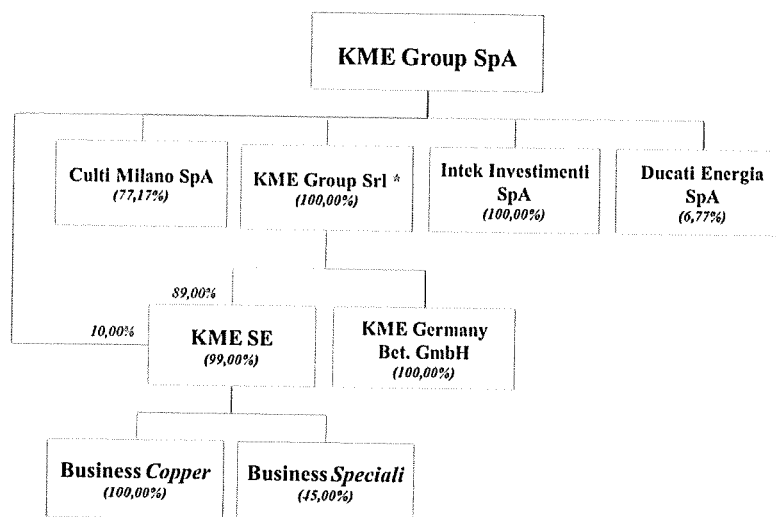 KME Group SpA
Culti Milano SpA
(77,17%)
KME Group Srl *
(100,00%)
Intek Investimenti
SpA
(100,00%)
Ducati Energia
SpA
(6,77%)
89,00%
10,00%
KME SE
(99,00%)
KME Germany
Bet. GmbH
(100,00%)
Business Copper
(100,00%)
Business Speciali
(45,00%)